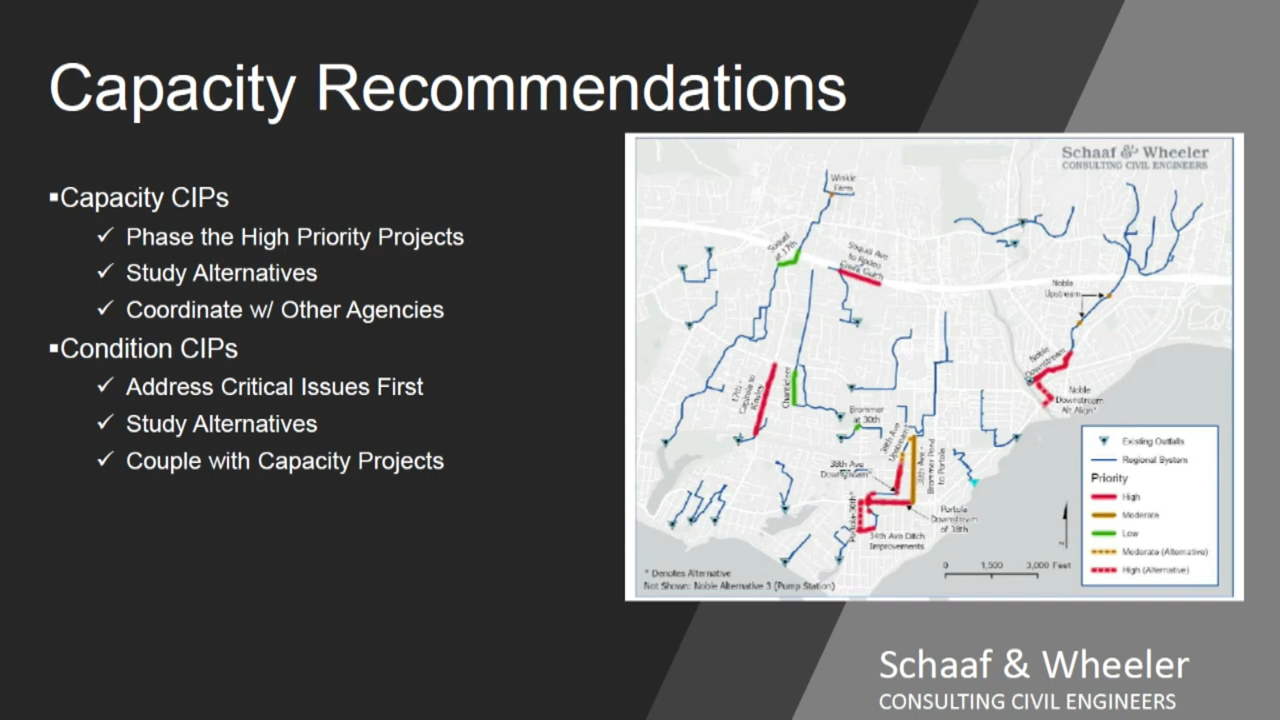 Capacity Recommendations
▪Capacity CIPs
✓ Phase the High Priority Projects
✓ Study Alternatives
✓ Coordinate w/ Other Agencies
▪Condition CIPs
✓ Address Critical Issues First
✓ Study Alternatives
✓ Couple with Capacity Projects
Schaaf & Wheeler
CONSULTING CIVIL ENGINEERS
Winkle
Farm
Soquel
at 17th
Soquel Ave
to Rodeo
Creek Gulch
Noble
Upstream
Noble
Downstream
Noble
Downstream
Alt Align*
Chanticleer
Brommer
at 30th
38th Ave
Upstream
38th Ave
Downstream
Brommer Pond
to Portola
Portola
Downstream
of 38th
34th Ave Ditch
Improvements
* Denotes Alternative
Not Shown: Noble Alternative 3 (Pump Station)
0 1,500 3,000 Feet
Existing Outfalls
Regional System
Priority
High
Moderate
Low
Moderate (Alternative)
High (Alternative)
Schaaf & Wheeler
CONSULTING CIVIL ENGINEERS